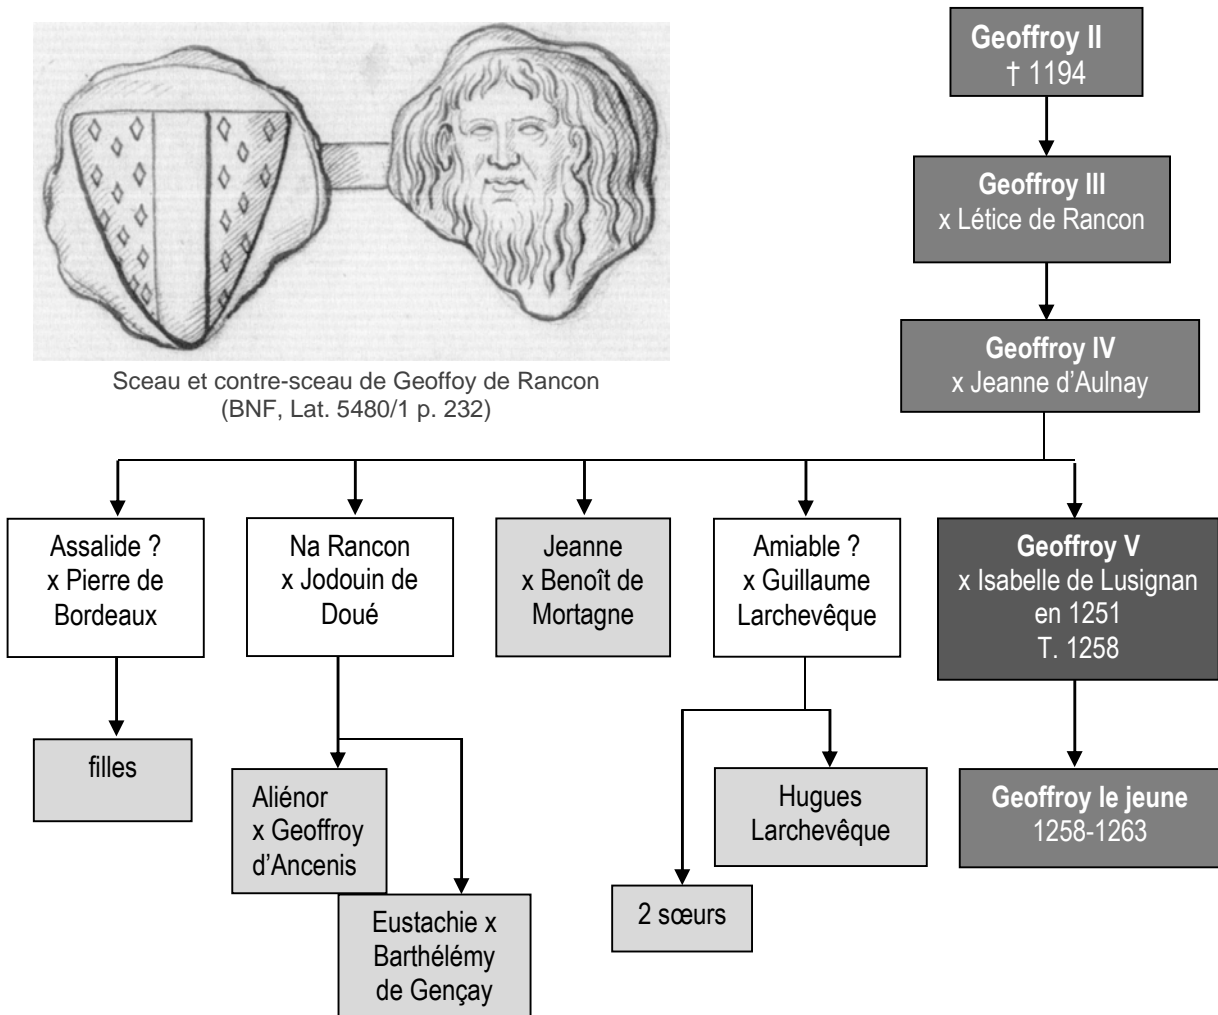 Geoffroy II
† 1194
Geoffroy III
x Létice de Rancon
Geoffroy IV
x Jeanne d’Aulnay
Sceau et contre-sceau de Geoffoy de Rancon
(BNF, Lat. 5480/1 p. 232)
Assalide ?
x Pierre de
Bordeaux
Na Rancon
x Jodouin de
Doué
Jeanne
x Benoît de
Mortagne
Amiable ?
x Guillaume
Larchevêque
Geoffroy V
x Isabelle de Lusignan
en 1251
T. 1258
filles
Aliénor
x Geoffroy
d’Ancenis
Eustachie x
Barthélémy
de Gençay
2 sœurs
Hugues
Larchevêque
Geoffroy le jeune
1258-1263